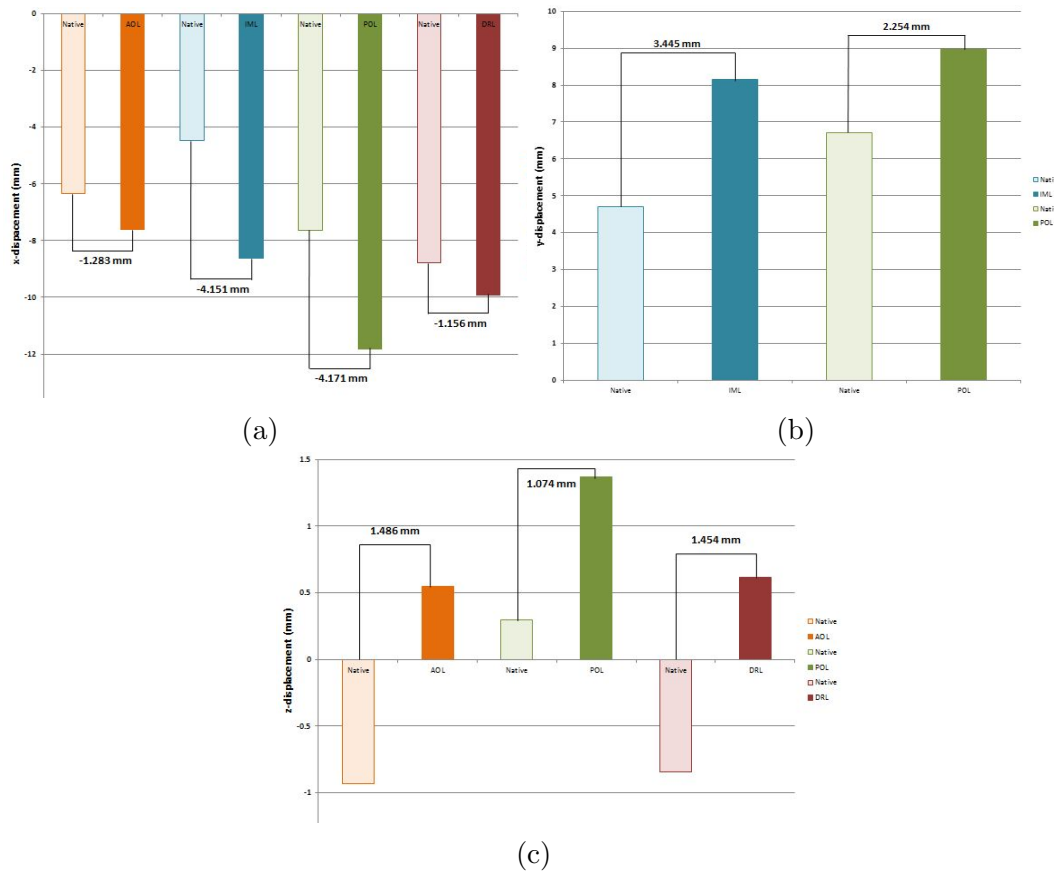 0
Native AOL Native IML Native POL Native DRL
-2
-4
-6
-8
-10
-12
x-dispacement (mm)
-1.283 mm
-4.151 mm
-4.171 mm
-1.156 mm
(a)
10
9
8
7
6
5
4
3
2
1
0
y-displacement (mm)
3.445 mm
2.254 mm
Native IML Native POL
Nati
IML
Nati
POL
(b)
1.5
1
0.5
0
-0.5
-1
z-displacement (mm)
1.486 mm
1.074 mm
1.454 mm
Native AOL Native POL Native DRL
Native
AOL
Native
POL
Native
DRL
(c)